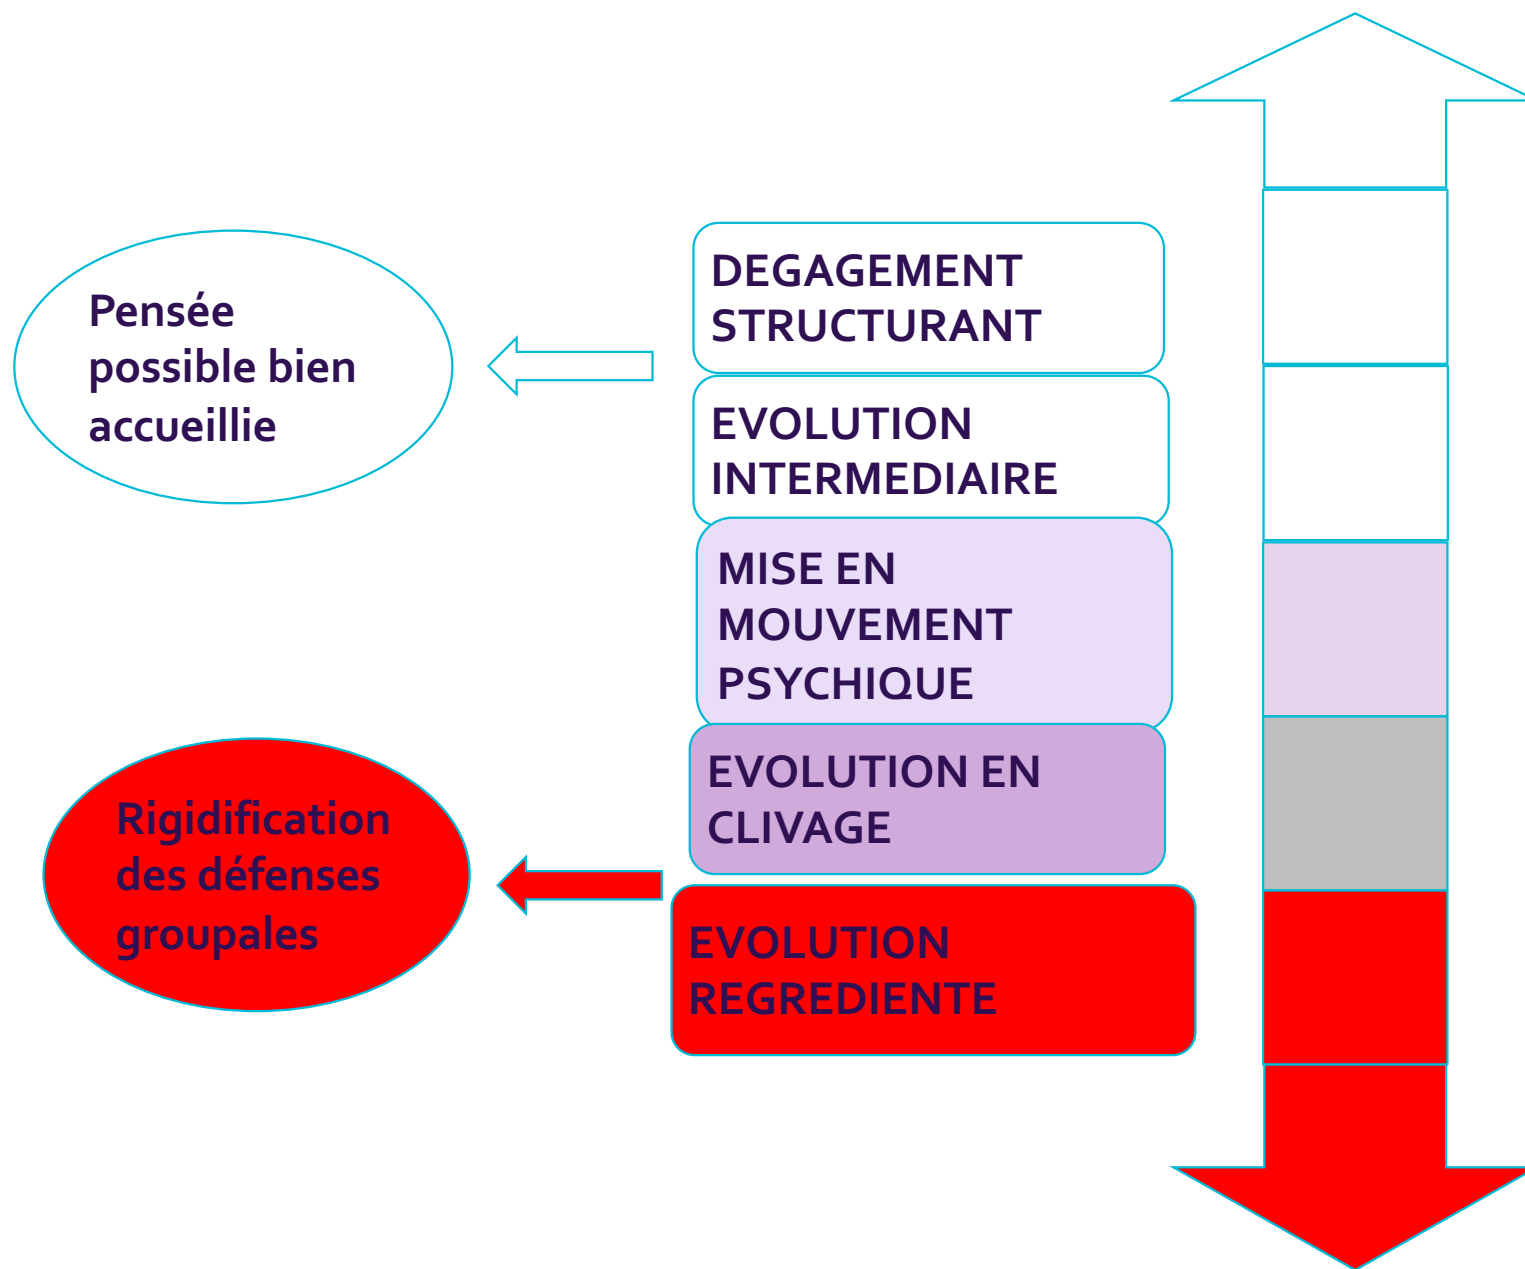 Pensée
possible bien
accueillie
DEGAGEMENT
STRUCTURANT
EVOLUTION
INTERMEDIAIRE
MISE EN
MOUVEMENT
PSYCHIQUE
EVOLUTION EN
CLIVAGE
Rigidification
des défenses
groupales
EVOLUTION
REGREDIENTE